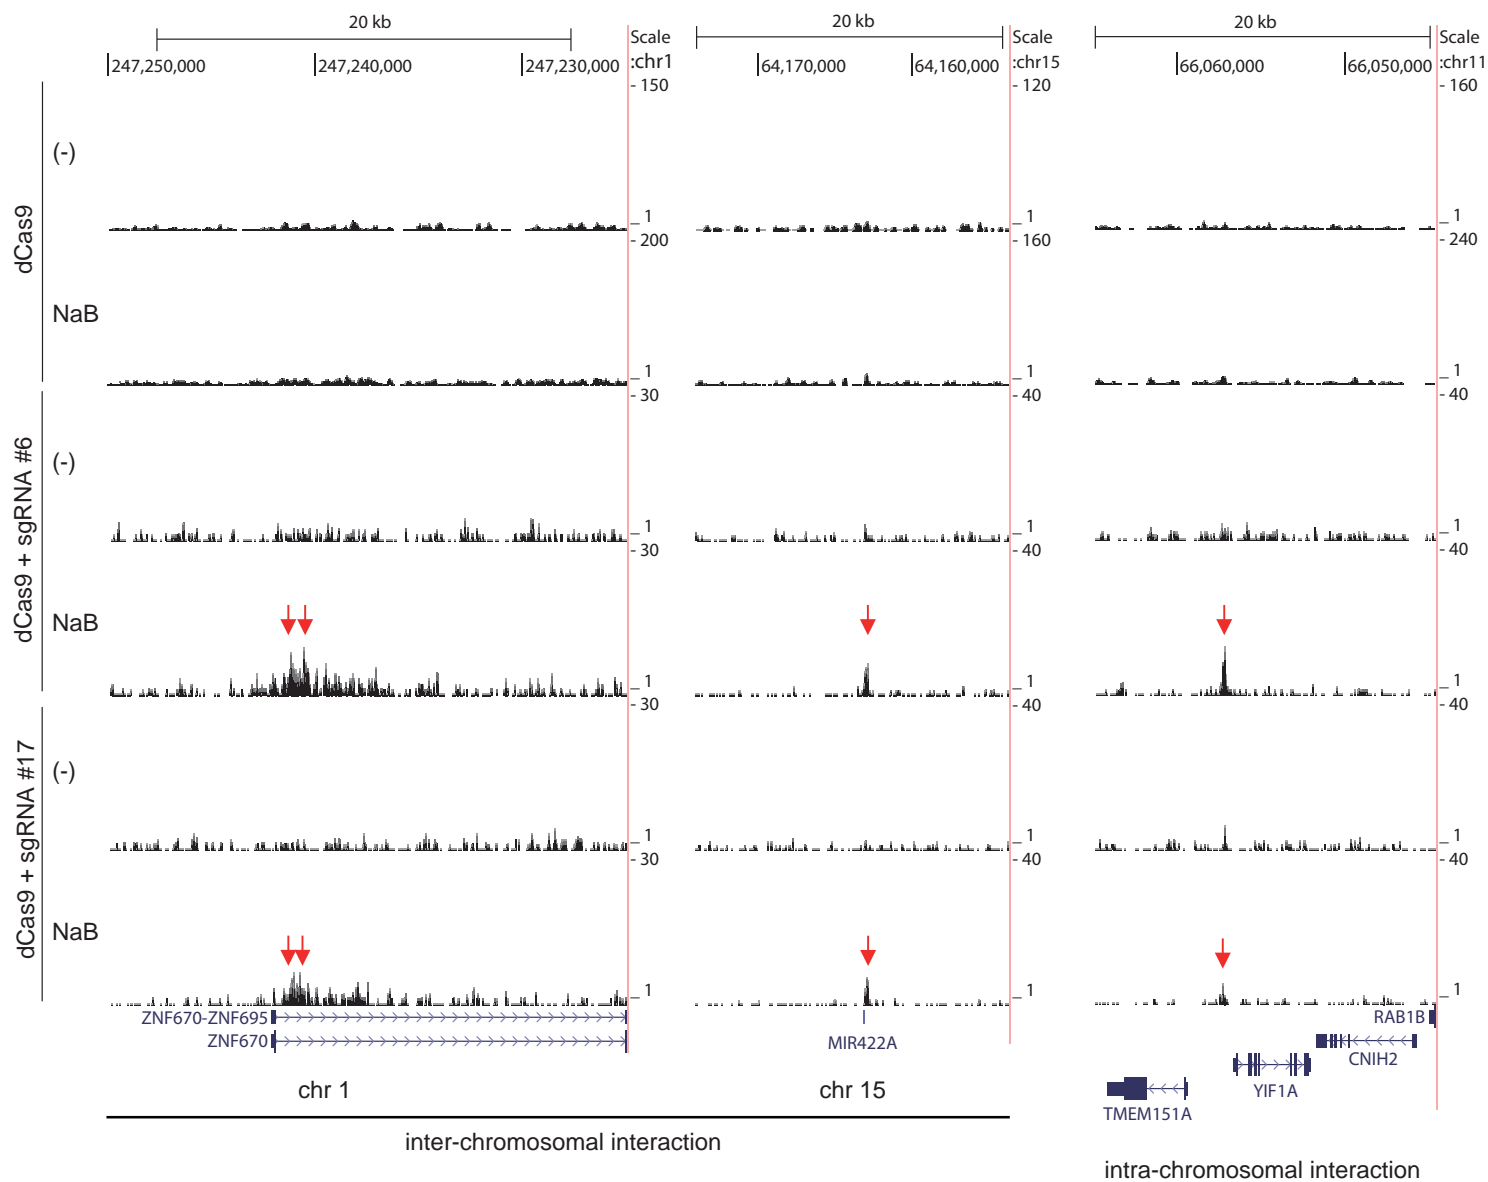 20 kb
20 kb
20 kb
Scale
Scale
Scale
247,250,000
247,240,000
247,230,000
:chr1
64,170,000
64,160,000
:chr15
66,060,000
66,050,000
:chr11
- 150
- 120
- 160
dCas9
(-)
1
1
1
- 200
- 160
- 240
NaB
1
1
1
- 30
- 40
- 40
dCas9 + sgRNA #6
(-)
1
1
1
- 30
- 40
- 40
NaB
1
1
1
- 30
- 40
- 40
dCas9 + sgRNA #17
(-)
1
1
1
- 30
- 40
- 40
NaB
1
1
1
ZNF670-ZNF695
ZNF670
MIR422A
RAB1B
CNIH2
YIF1A
TMEM151A
chr 1
chr 15
inter-chromosomal interaction
intra-chromosomal interaction